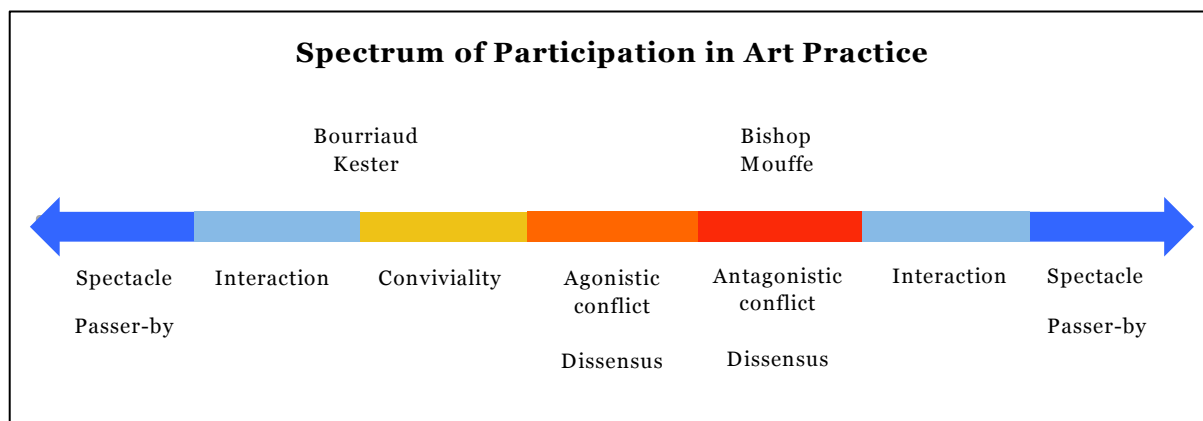 Spectrum of Participation in Art Practice
Bourriaud
Kester
Bishop
Mouffe
Spectacle
Passer-by
Interaction
Conviviality
Agonistic
conflict
Dissensus
Antagonistic
conflict
Dissensus
Interaction
Spectacle
Passer-by